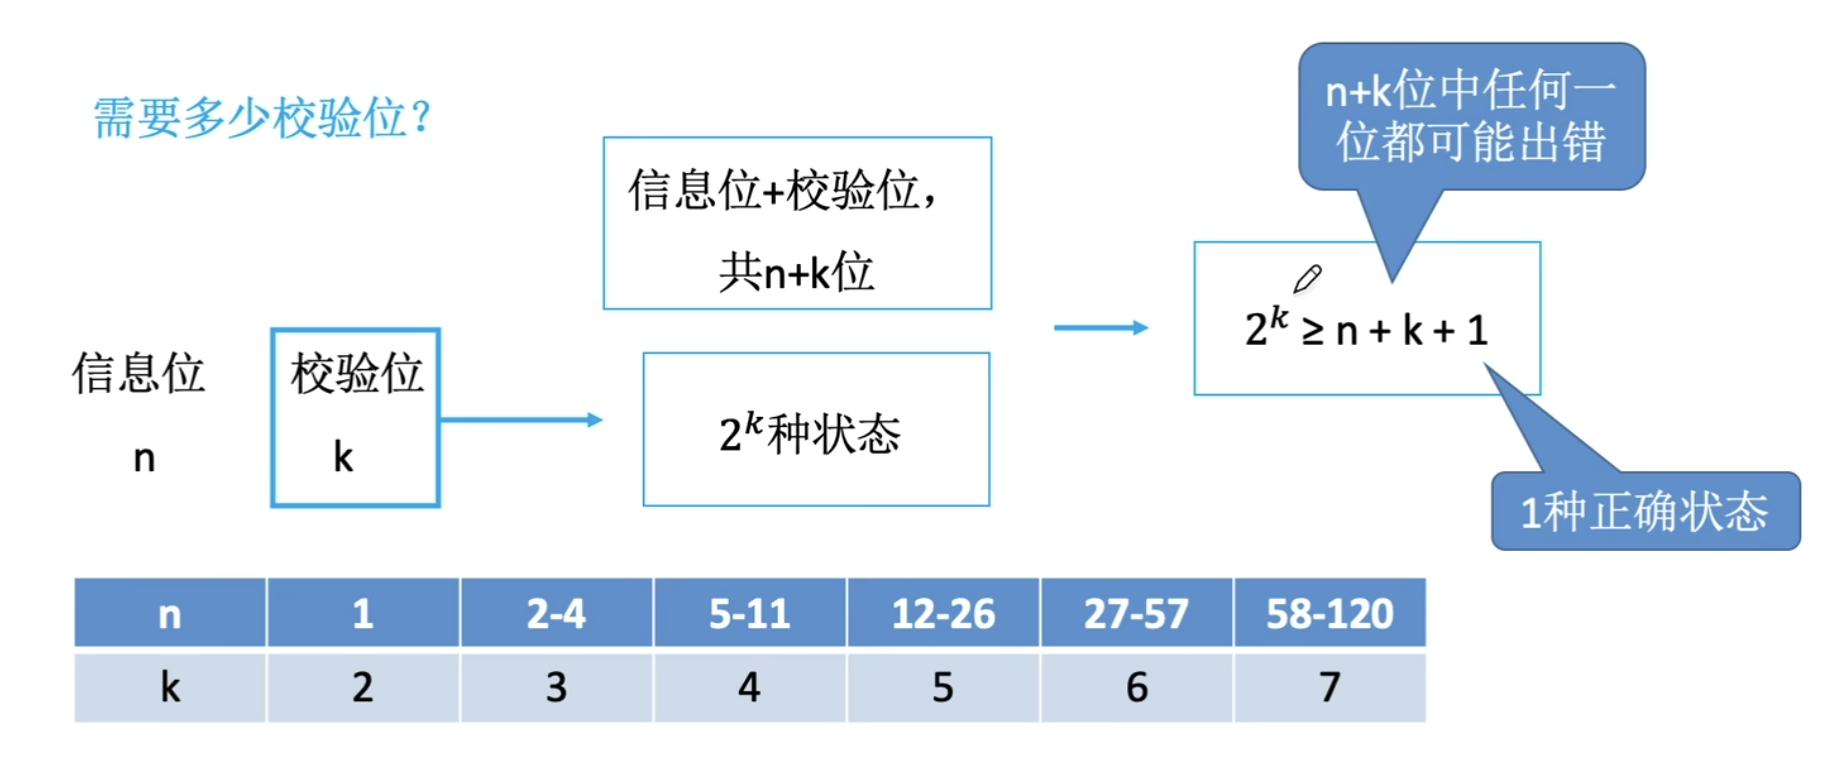 需要多少校验位？
n+k位中任何一
位都可能出错
信息位+校验位，
共n+k位
2^k ≥ n + k + 1
信息位
校验位
n
k
2^k种状态
1种正确状态
n 1 2-4 5-11 12-26 27-57 58-120
k 2 3 4 5 6 7